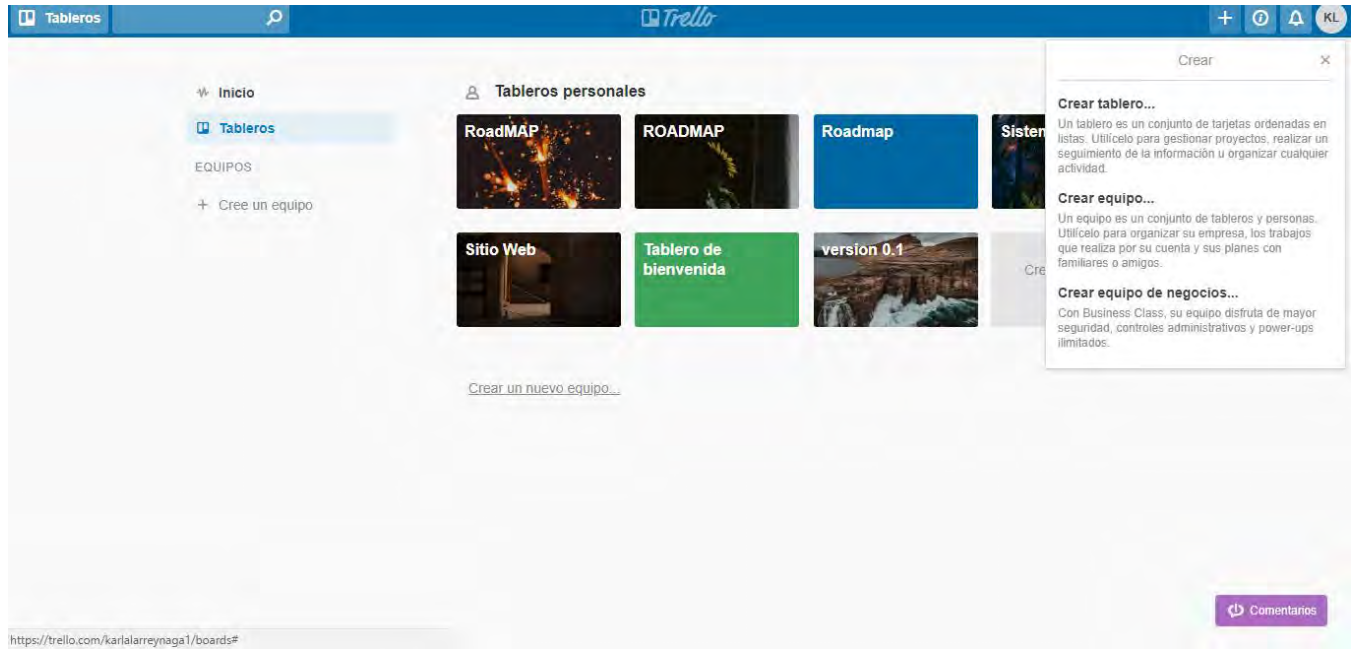 Tableros
Trello
KL
Inicio
Tableros
EQUIPOS
+ Cree un equipo
Tableros personales
RoadMAP
ROADMAP
Roadmap
Sistem
Sitio Web
Tablero de
bienvenida
version 0.1
Cre
Crear un nuevo equipo...
Crear
Crear tablero...
Un tablero es un conjunto de tarjetas ordenadas en
listas. Utilícelo para gestionar proyectos, realizar un
seguimiento de la información u organizar cualquier
actividad.
Crear equipo...
Un equipo es un conjunto de tableros y personas.
Utilícelo para organizar su empresa, los trabajos
que realiza por su cuenta y sus planes con
familiares o amigos.
Crear equipo de negocios...
Con Business Class, su equipo disfruta de mayor
seguridad, controles administrativos y power-ups
ilimitados.
Comentarios
https://trello.com/karlalarreynaga1/boards#